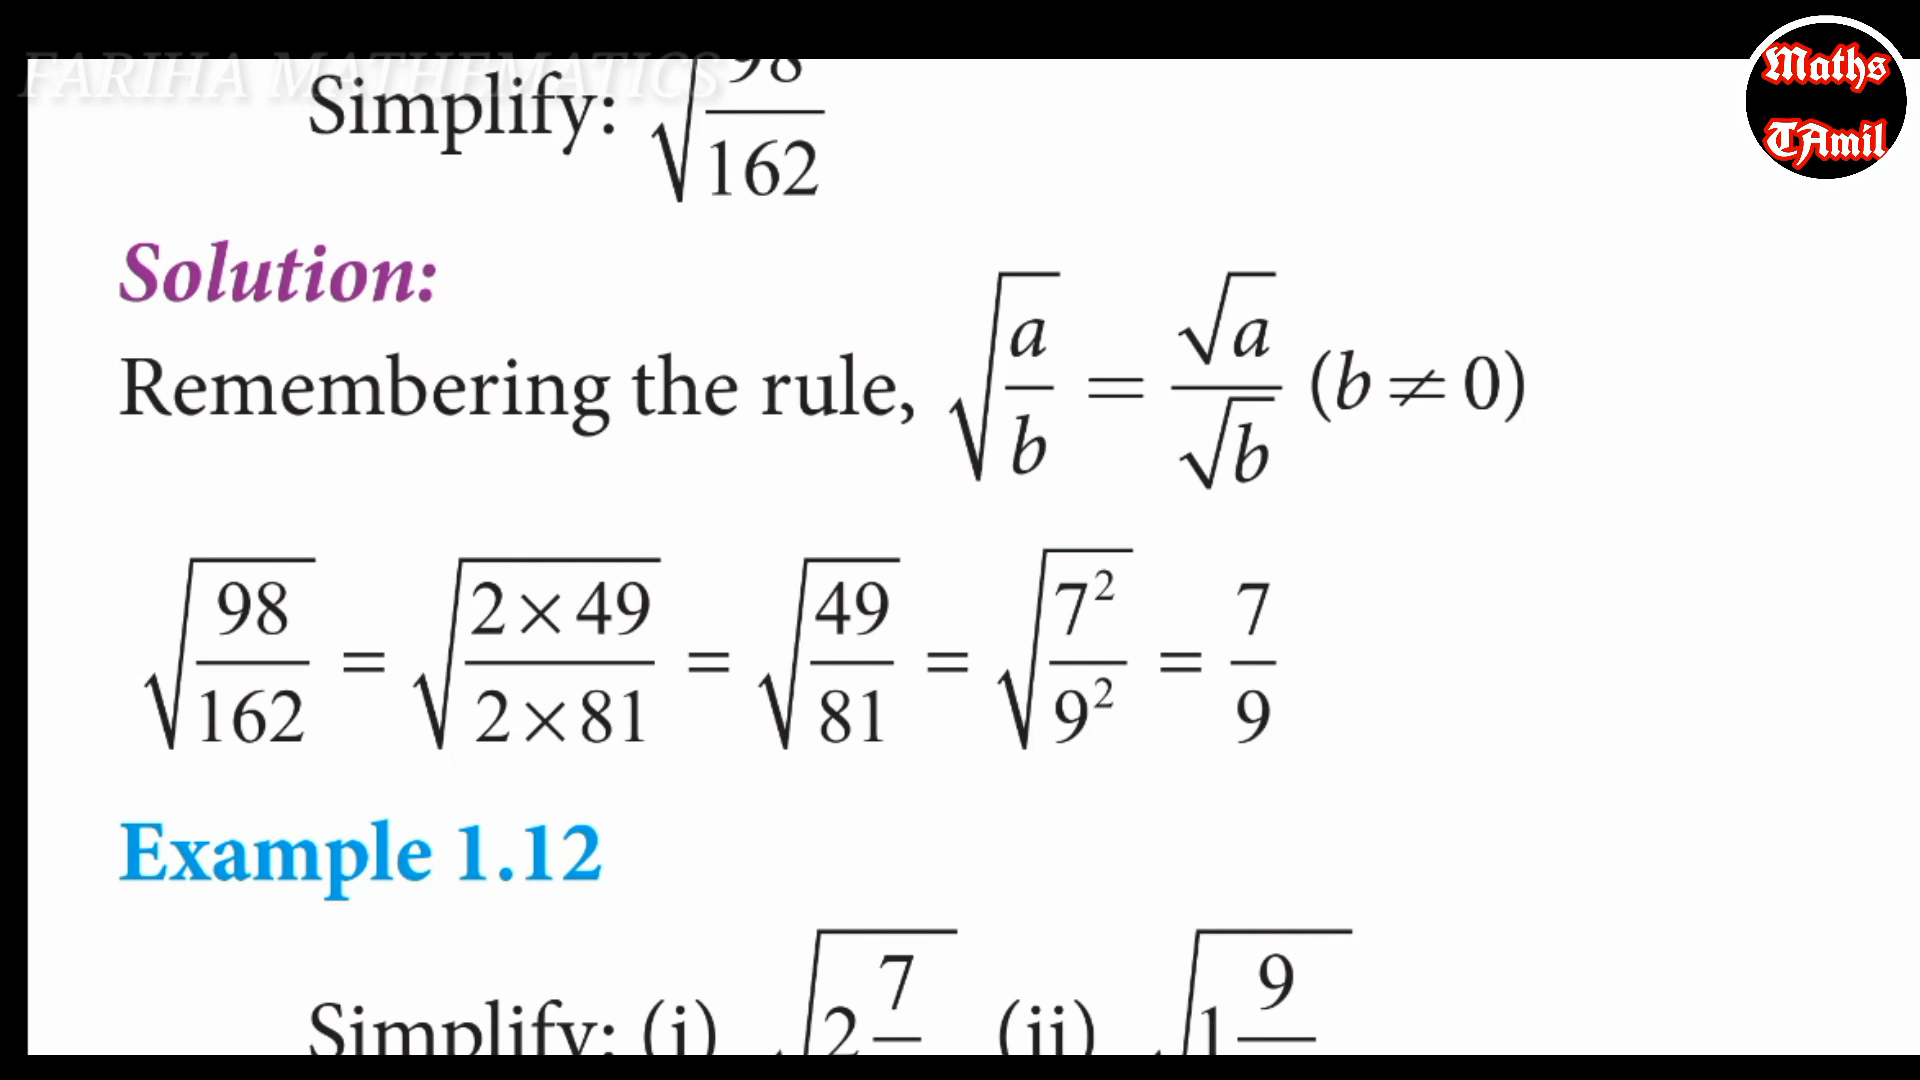 FARIHA MATHEMATICS
Maths
TAmil
Simplify: √(98/162)
Solution:
Remembering the rule, √(a/b) = √a/√b (b ≠ 0)
√(98/162) = √((2 × 49)/(2 × 81)) = √(49/81) = √(7²/9²) = 7/9
Example 1.12
Simplify: (i) √2 7 (ii) √1 9